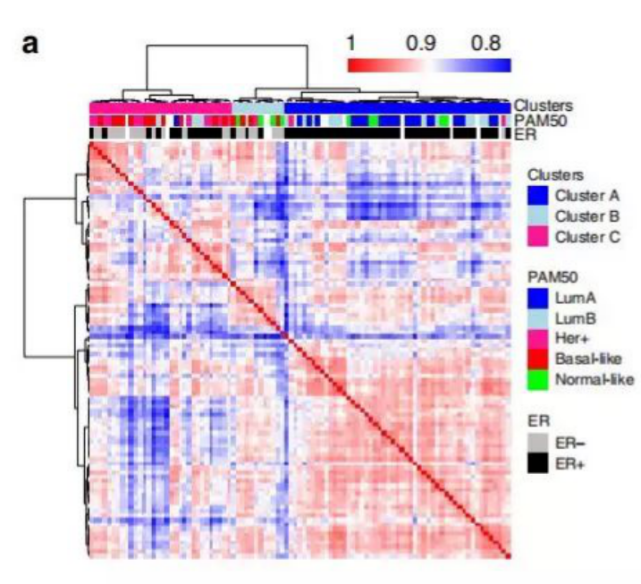 a
1 0.9 0.8
Clusters
PAM50
ER
Clusters
Cluster A
Cluster B
Cluster C
PAM50
LumA
LumB
Her+
Basal-like
Normal-like
ER
ER−
ER+